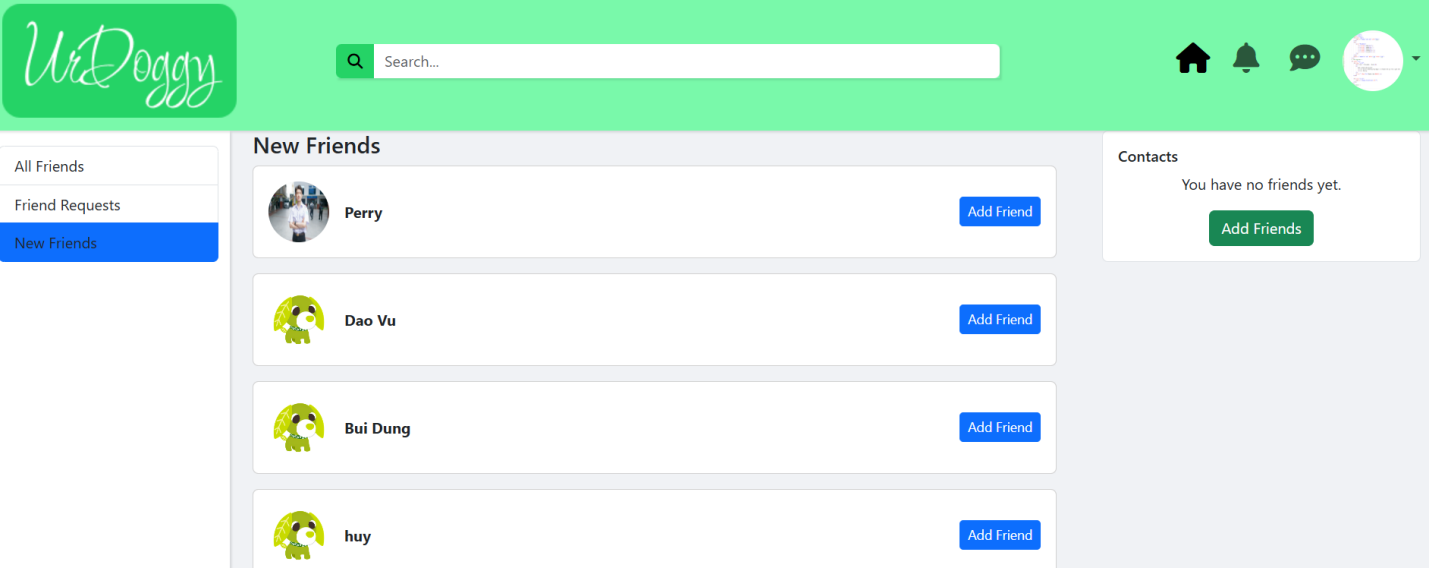 UrDoggy
Search...
All Friends
Friend Requests
New Friends
New Friends
Perry
Add Friend
Dao Vu
Add Friend
Bui Dung
Add Friend
huy
Add Friend
Contacts
You have no friends yet.
Add Friends